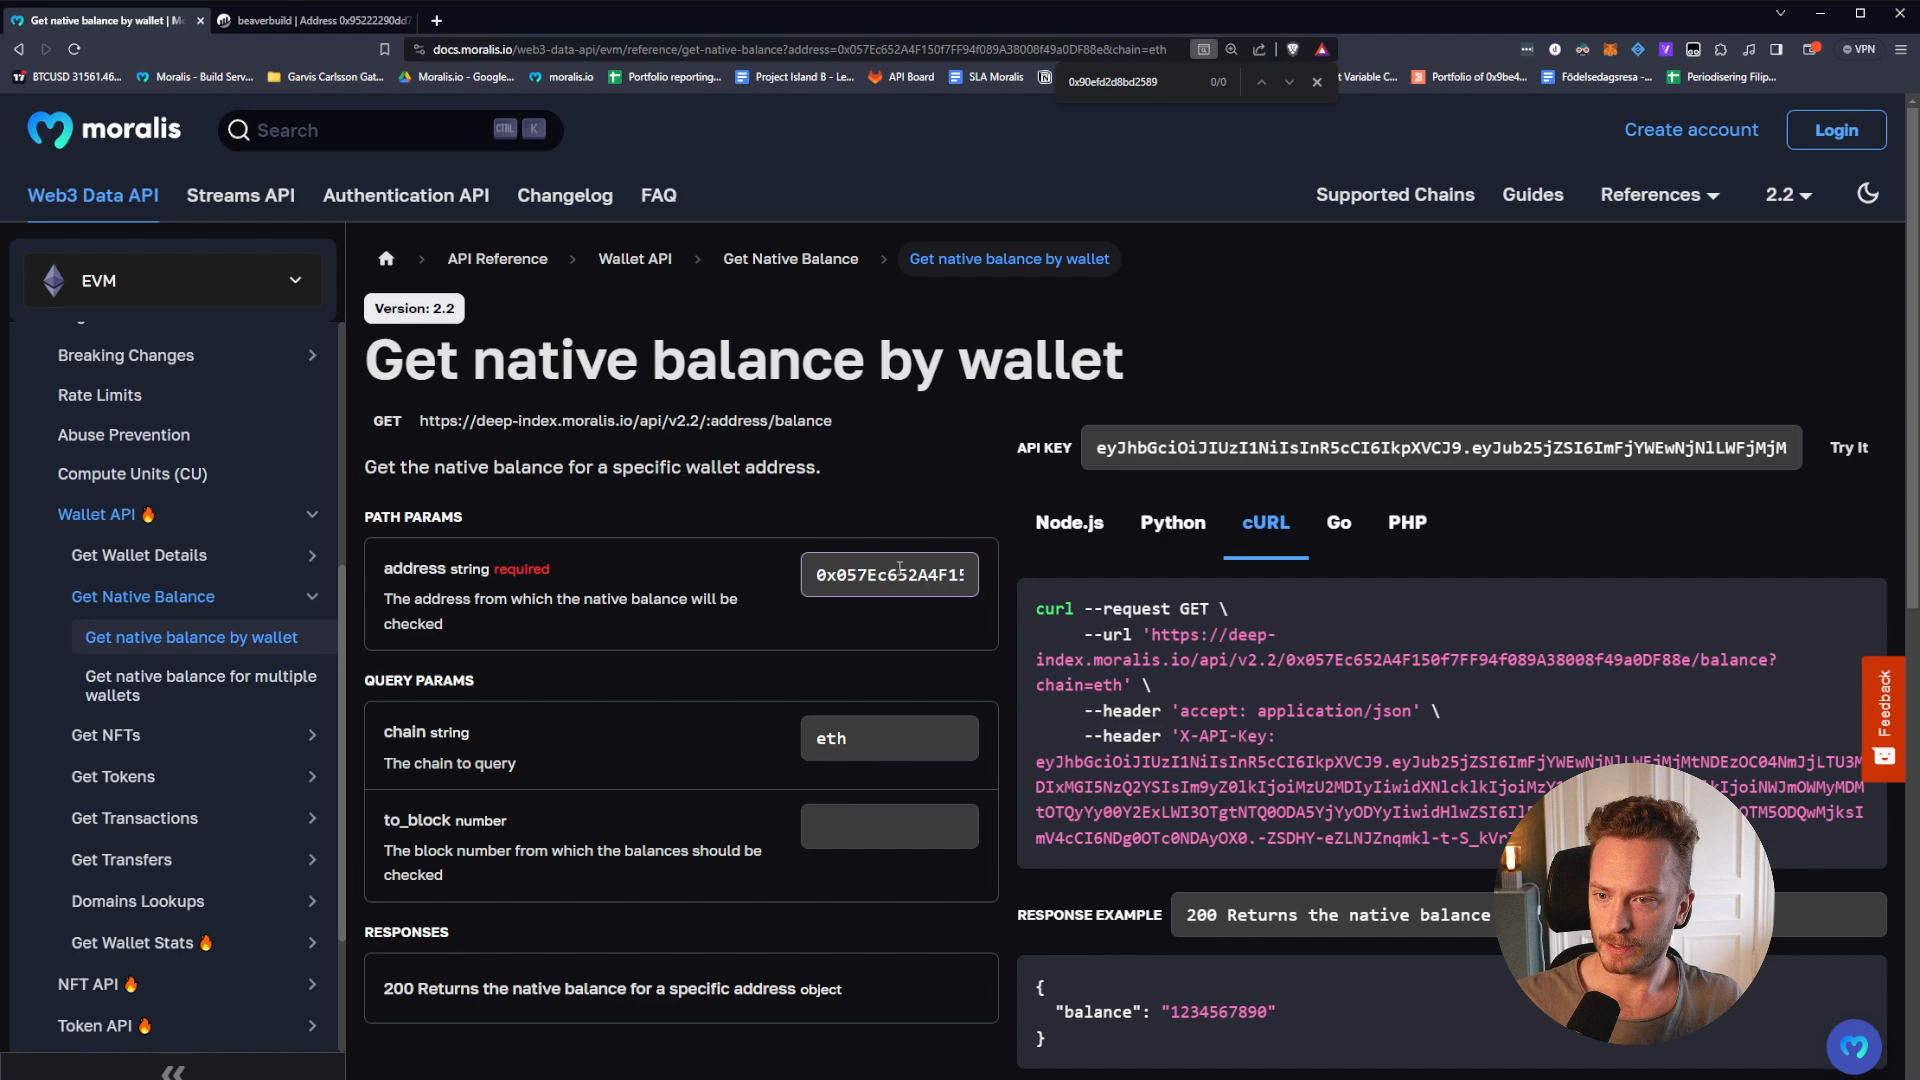 Get native balance by wallet | Mo
beaverbuild | Address 0x95222290dd7
docs.moralis.io/web3-data-api/evm/reference/get-native-balance?address=0x057Ec652A4F150f7FF94f089A38008f49a0DF88e&chain=eth
VPN
BTCUSD 31561.46...
Moralis - Build Serv...
Garvis Carlsson Gat...
Moralis.io - Google...
moralis.io
Portfolio reporting...
Project Island B - Le...
API Board
SLA Moralis
t Variable C...
Portfolio of 0x9be4...
Födelsedagsresa -...
Periodisering Filip...
0x90efd2d8bd2589
0/0
moralis
Search
CTRL K
Create account
Login
Web3 Data API
Streams API
Authentication API
Changelog
FAQ
Supported Chains
Guides
References
2.2
EVM
Breaking Changes
Rate Limits
Abuse Prevention
Compute Units (CU)
Wallet API 🔥
Get Wallet Details
Get Native Balance
Get native balance by wallet
Get native balance for multiple
wallets
Get NFTs
Get Tokens
Get Transactions
Get Transfers
Domains Lookups
Get Wallet Stats 🔥
NFT API 🔥
Token API 🔥
API Reference > Wallet API > Get Native Balance > Get native balance by wallet
Version: 2.2
Get native balance by wallet
GET https://deep-index.moralis.io/api/v2.2/:address/balance
Get the native balance for a specific wallet address.
PATH PARAMS
address string required
0x057Ec652A4F15
The address from which the native balance will be
checked
QUERY PARAMS
chain string
eth
The chain to query
to_block number
The block number from which the balances should be
checked
RESPONSES
200 Returns the native balance for a specific address object
API KEY
eyJhbGciOiJIUzI1NiIsInR5cCI6IkpXVCJ9.eyJub25jZSI6ImFjYWEwNjNlLWFjMjM
Try It
Node.js
Python
cURL
Go
PHP
curl --request GET \
--url 'https://deep-
index.moralis.io/api/v2.2/0x057Ec652A4F150f7FF94f089A38008f49a0DF88e/balance?
chain=eth' \
--header 'accept: application/json' \
--header 'X-API-Key:
RESPONSE EXAMPLE
200 Returns the native balance
{
"balance": "1234567890"
}
Feedback